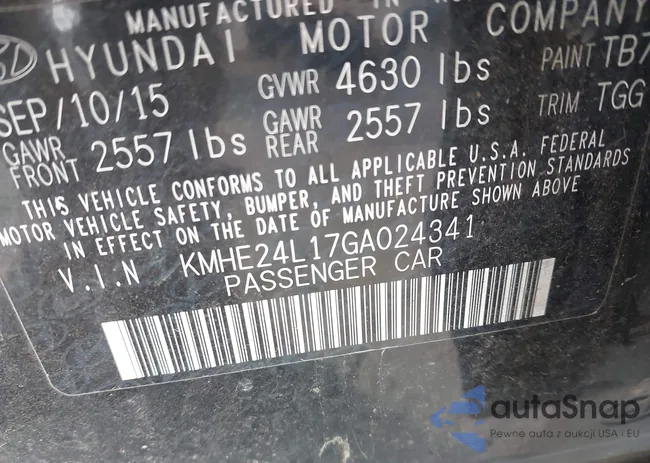 MANUFACTURED IN
HYUNDAI MOTOR COMPANY
SEP/10/15 GVWR 4630 lbs PAINT TB7
GAWR FRONT 2557 lbs GAWR REAR 2557 lbs TRIM TGG
THIS VEHICLE CONFORMS TO ALL APPLICABLE U.S.A. FEDERAL
MOTOR VEHICLE SAFETY, BUMPER, AND THEFT PREVENTION STANDARDS
IN EFFECT ON THE DATE OF MANUFACTURE SHOWN ABOVE
V.I.N KMHE24L17GA024341
PASSENGER CAR
autaSnap
Pewne auta z aukcji USA i EU